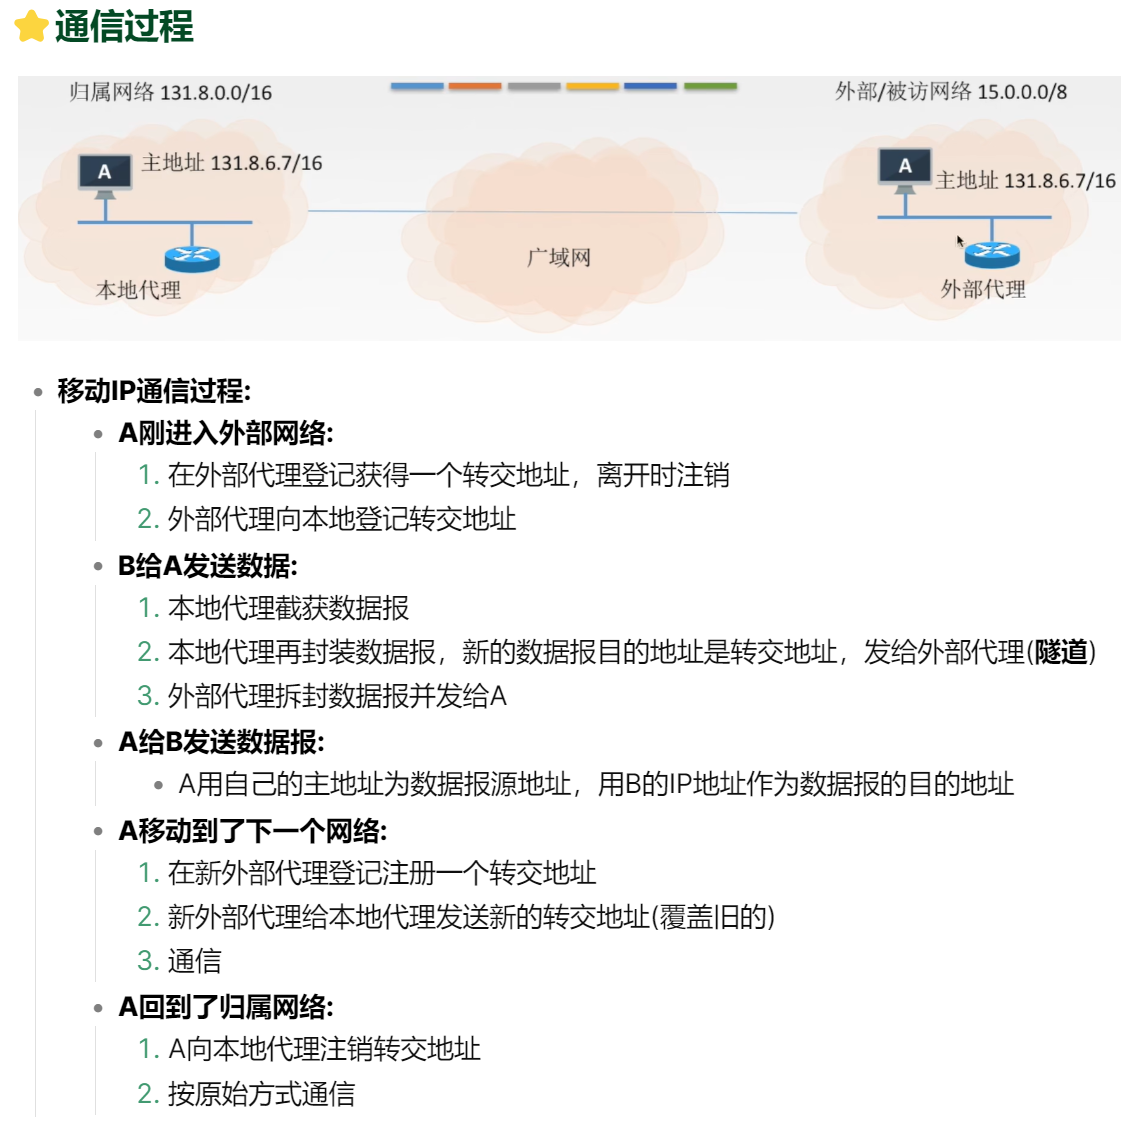 通信过程
归属网络 131.8.0.0/16
外部/被访网络 15.0.0.0/8
A
主地址 131.8.6.7/16
A
主地址 131.8.6.7/16
广域网
本地代理
外部代理
移动IP通信过程:
A刚进入外部网络:
1. 在外部代理登记获得一个转交地址，离开时注销
2. 外部代理向本地登记转交地址
B给A发送数据:
1. 本地代理截获数据报
2. 本地代理再封装数据报，新的数据报目的地址是转交地址，发给外部代理(隧道)
3. 外部代理拆封数据报并发给A
A给B发送数据报:
A用自己的主地址为数据报源地址，用B的IP地址作为数据报的目的地址
A移动到了下一个网络:
1. 在新外部代理登记注册一个转交地址
2. 新外部代理给本地代理发送新的转交地址(覆盖旧的)
3. 通信
A回到了归属网络:
1. A向本地代理注销转交地址
2. 按原始方式通信